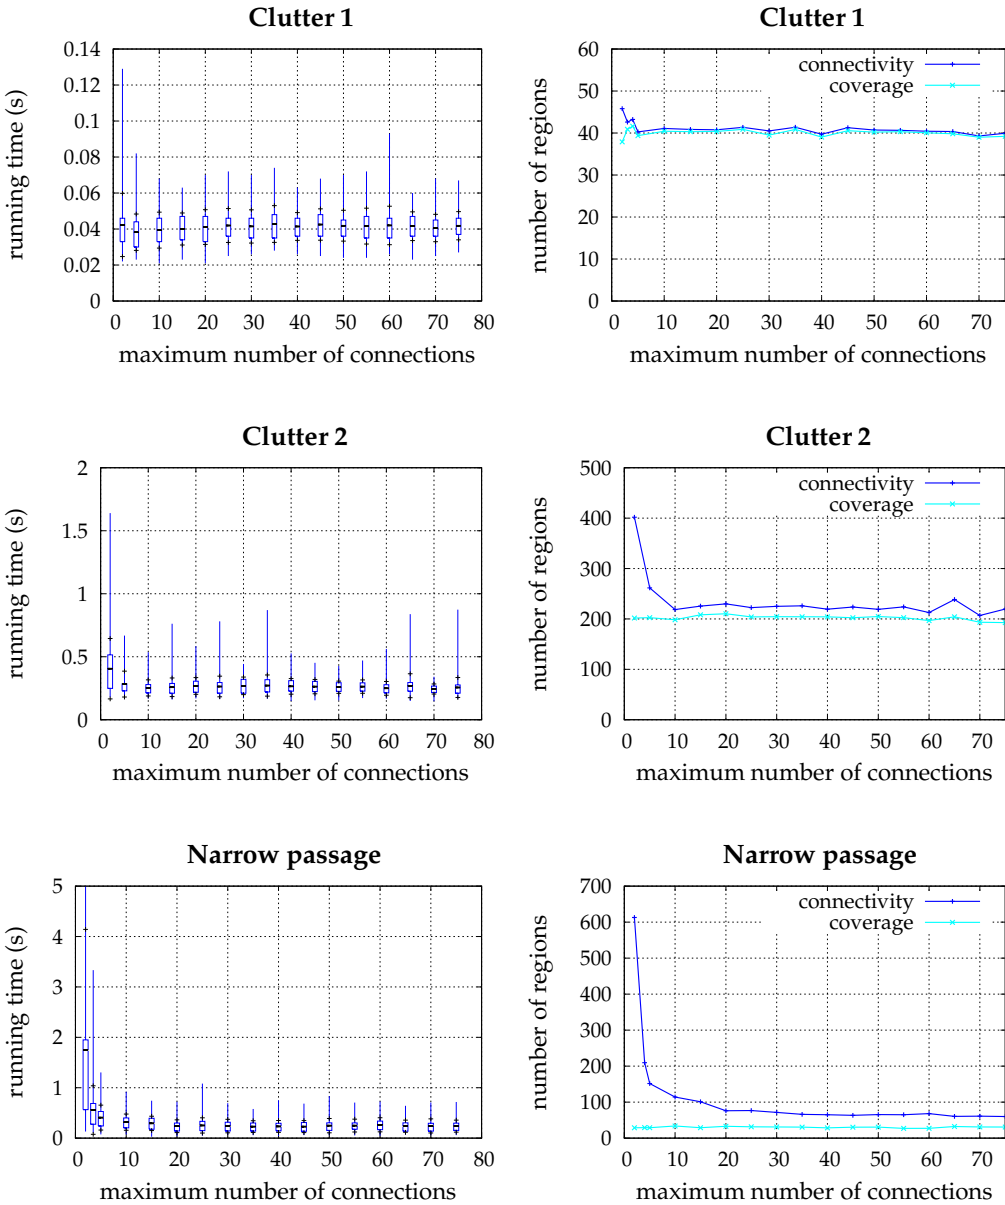 Clutter 1
running time (s)
0.14
0.12
0.1
0.08
0.06
0.04
0.02
0
0 10 20 30 40 50 60 70 80
maximum number of connections
Clutter 1
number of regions
60
50
40
30
20
10
0
connectivity
coverage
0 10 20 30 40 50 60 70
maximum number of connections
Clutter 2
running time (s)
2
1.5
1
0.5
0
0 10 20 30 40 50 60 70 80
maximum number of connections
Clutter 2
number of regions
500
400
300
200
100
0
connectivity
coverage
0 10 20 30 40 50 60 70
maximum number of connections
Narrow passage
running time (s)
5
4
3
2
1
0
0 10 20 30 40 50 60 70 80
maximum number of connections
Narrow passage
number of regions
700
600
500
400
300
200
100
0
connectivity
coverage
0 10 20 30 40 50 60 70
maximum number of connections